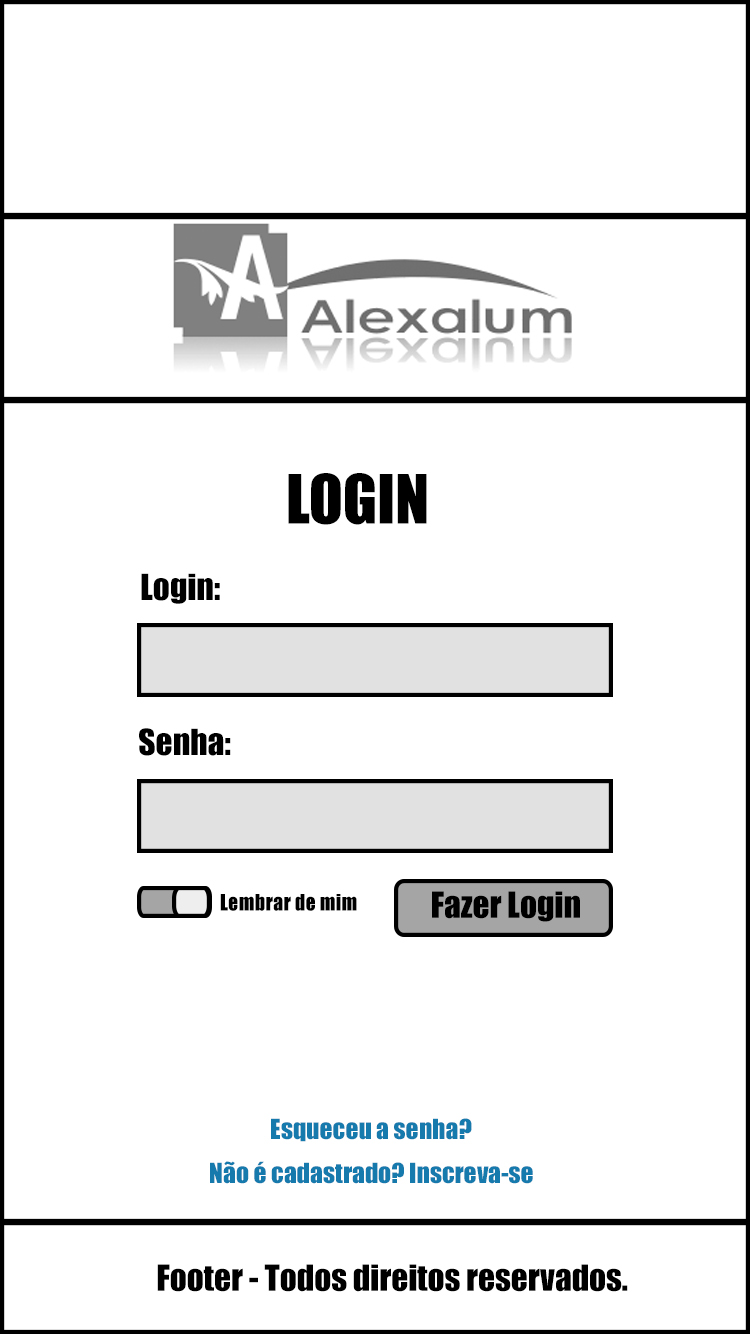 A
Alexalum
LOGIN
Login:
Senha:
Lembrar de mim
Fazer Login
Esqueceu a senha?
Não é cadastrado? Inscreva-se
Footer - Todos direitos reservados.